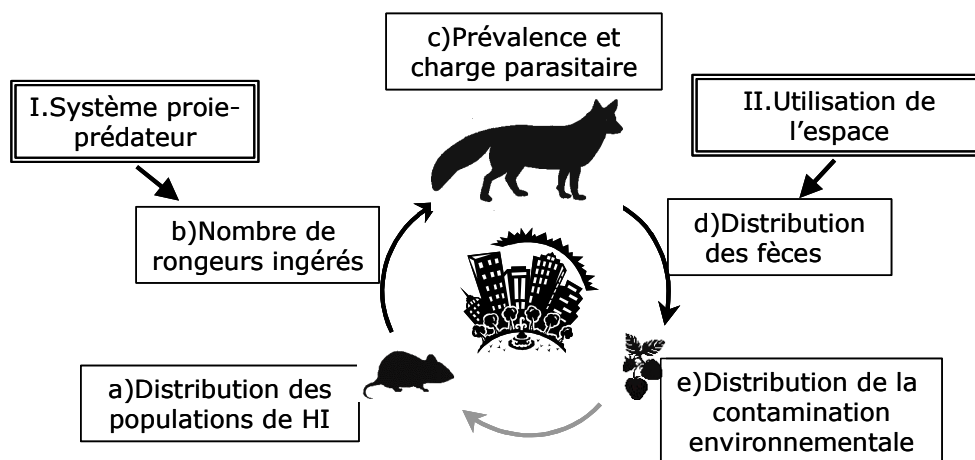 c)Prévalence et
charge parasitaire
I.Système proie-
prédateur
II.Utilisation de
l’espace
b)Nombre de
rongeurs ingérés
d)Distribution
des fèces
a)Distribution des
populations de HI
e)Distribution de la
contamination
environnementale